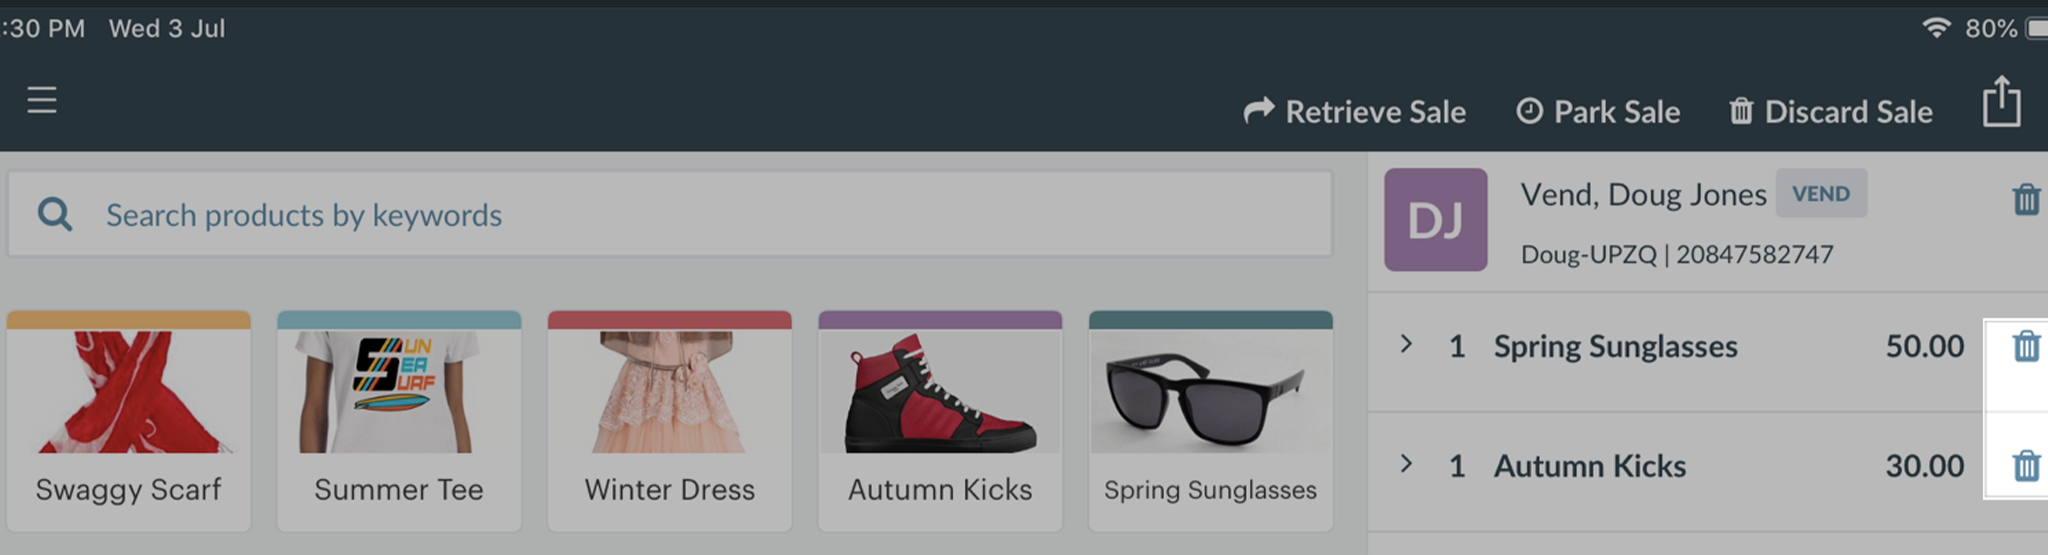 :30 PM Wed 3 Jul 80%
Retrieve Sale Park Sale Discard Sale
Search products by keywords
DJ
Vend, Doug Jones VEND
Doug-UPZQ | 20847582747
1 Spring Sunglasses 50.00
1 Autumn Kicks 30.00
SUN
SEA
SURF
Swaggy Scarf
Summer Tee
Winter Dress
Autumn Kicks
Spring Sunglasses